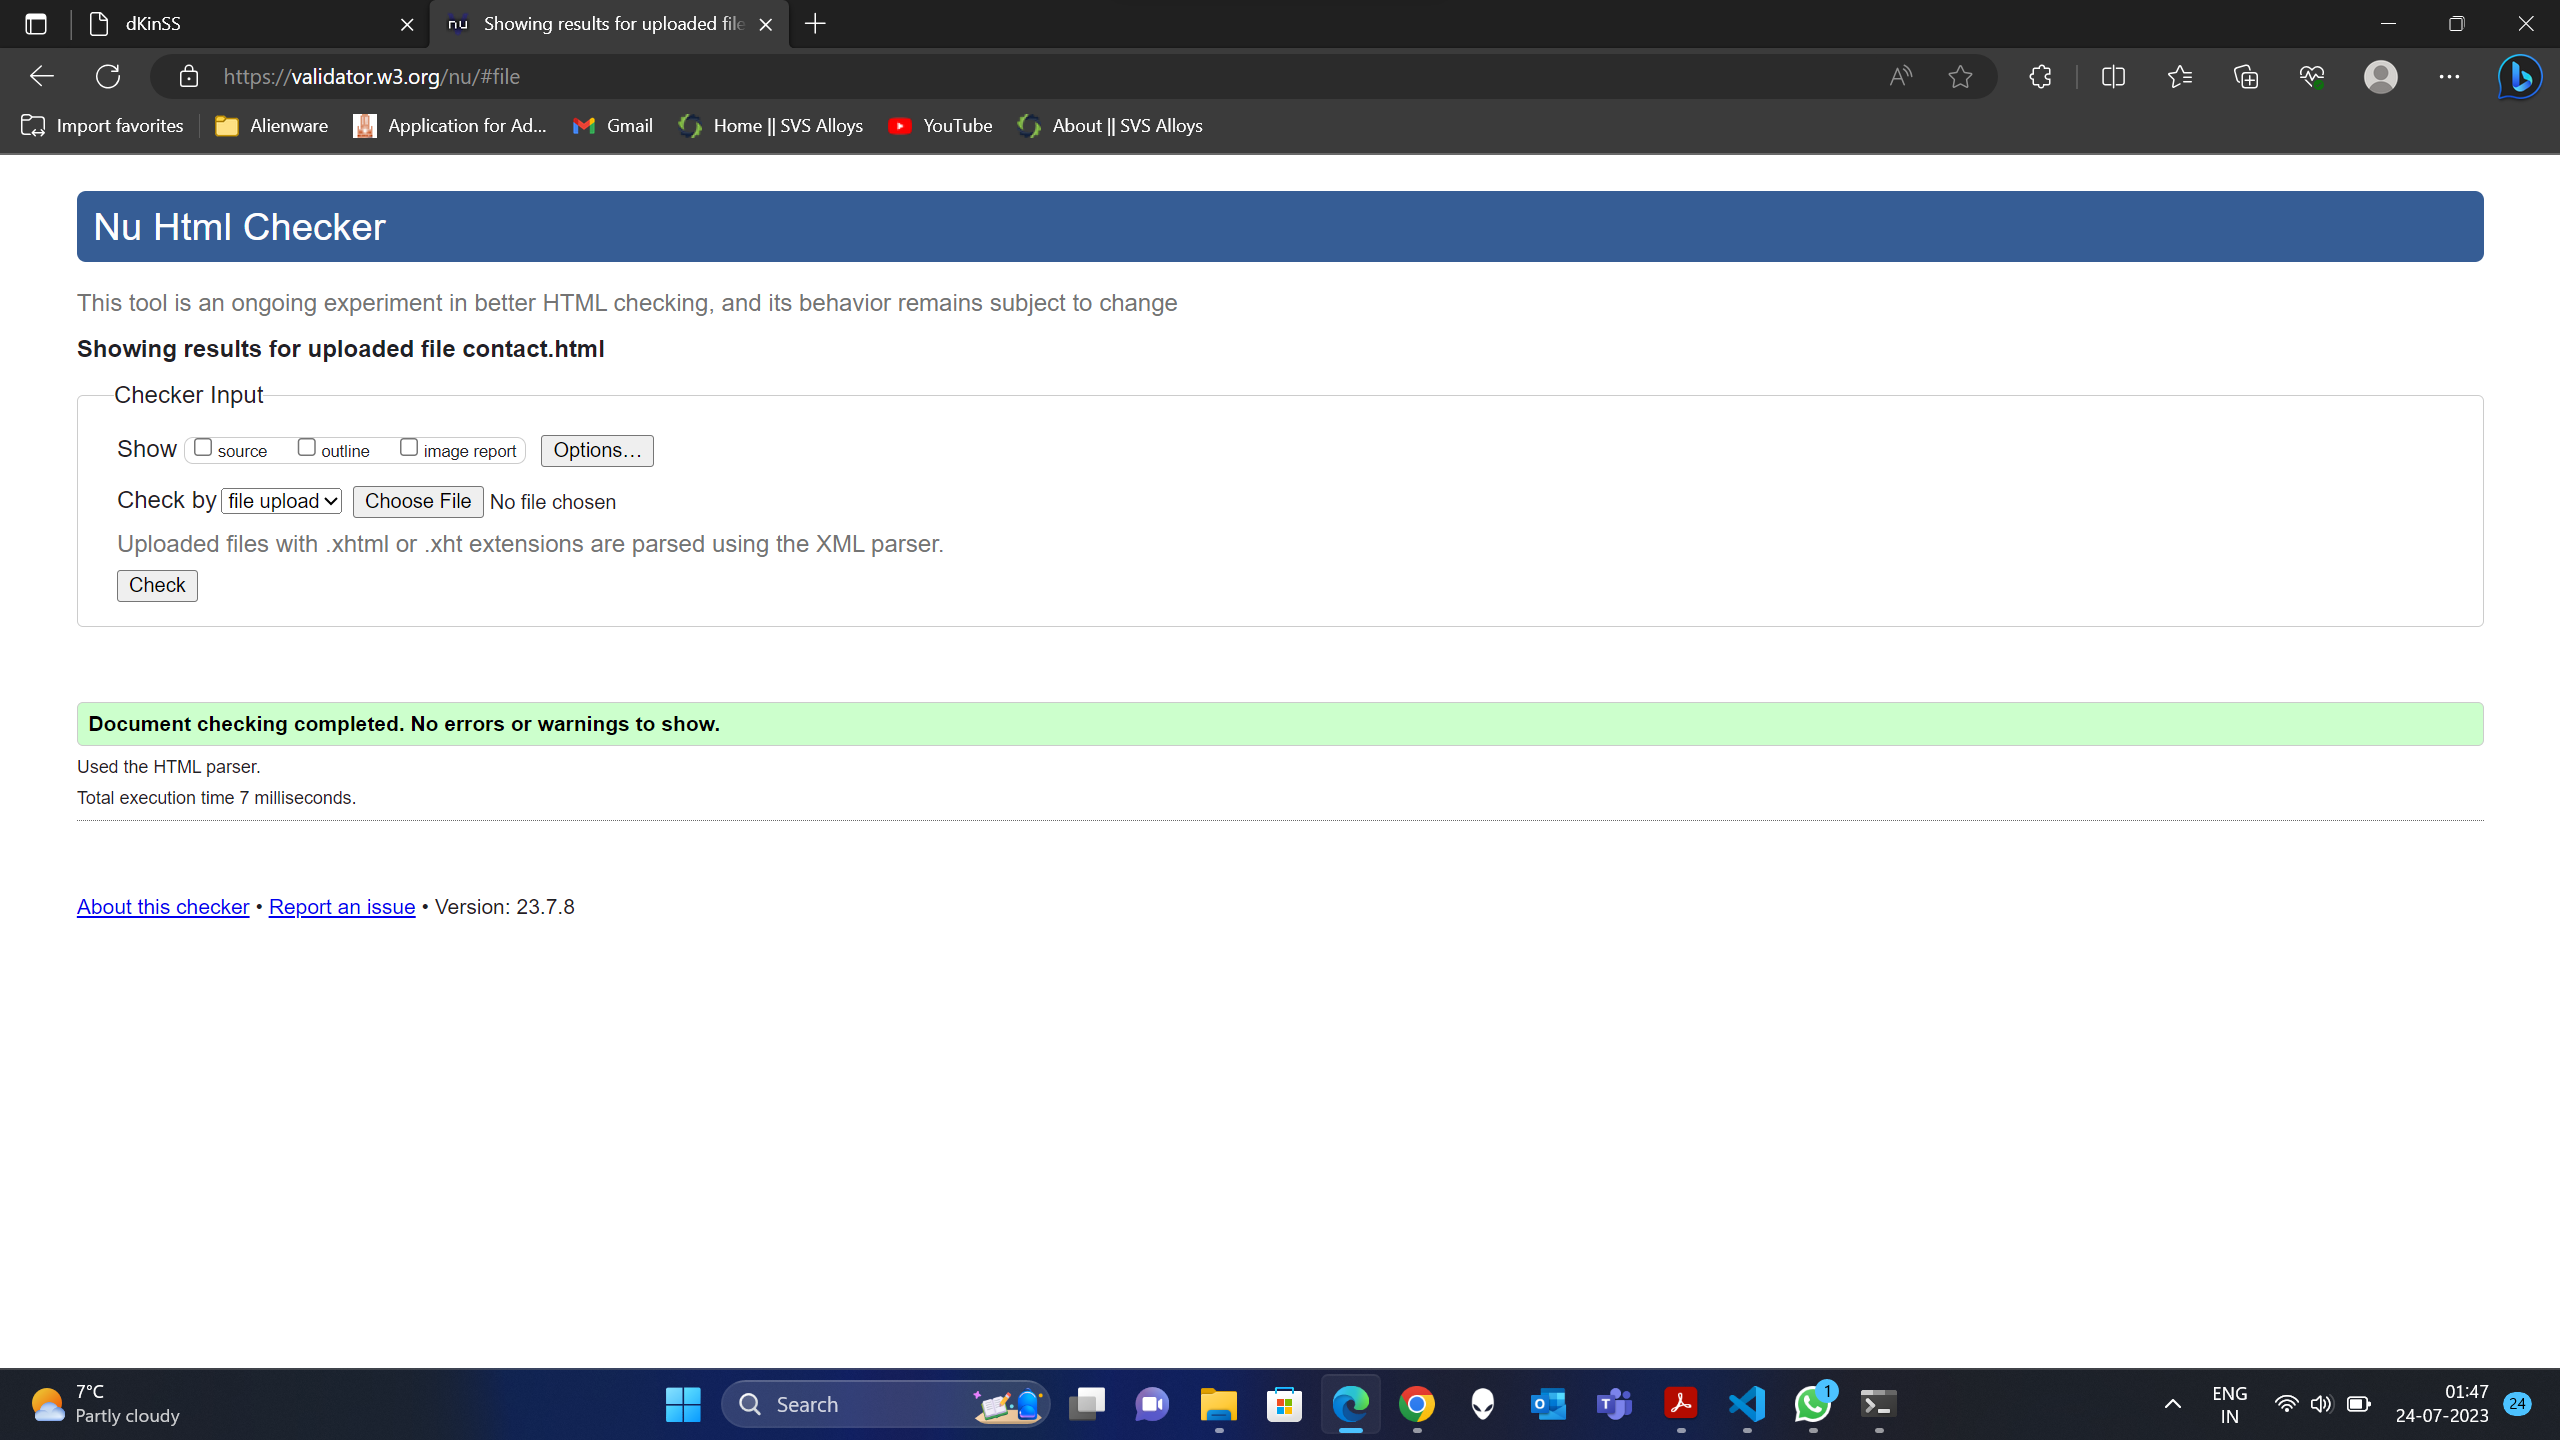 dKinSS
nu Showing results for uploaded file
https://validator.w3.org/nu/#file
Import favorites Alienware Application for Ad... Gmail Home || SVS Alloys YouTube About || SVS Alloys
Nu Html Checker
This tool is an ongoing experiment in better HTML checking, and its behavior remains subject to change
Showing results for uploaded file contact.html
Checker Input
Show source outline image report Options...
Check by file upload Choose File No file chosen
Uploaded files with .xhtml or .xht extensions are parsed using the XML parser.
Check
Document checking completed. No errors or warnings to show.
Used the HTML parser.
Total execution time 7 milliseconds.
About this checker • Report an issue • Version: 23.7.8
7°C
Partly cloudy
Search
1
ENG
IN
01:47
24-07-2023
24